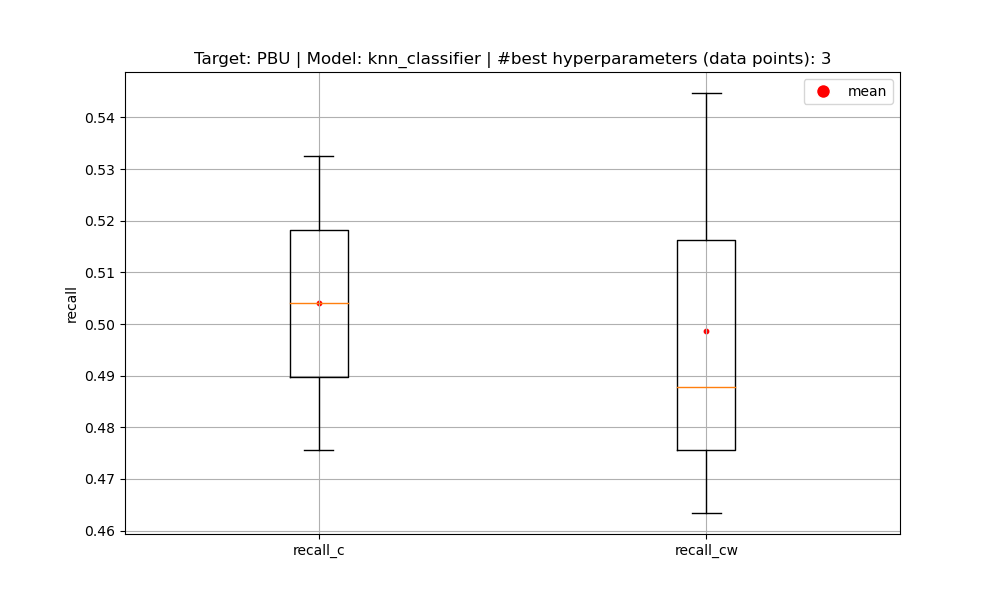 Target: PBU | Model: knn_classifier | #best hyperparameters (data points): 3
mean
0.54
0.53
0.52
0.51
0.50
0.49
0.48
0.47
0.46
recall
recall_c
recall_cw